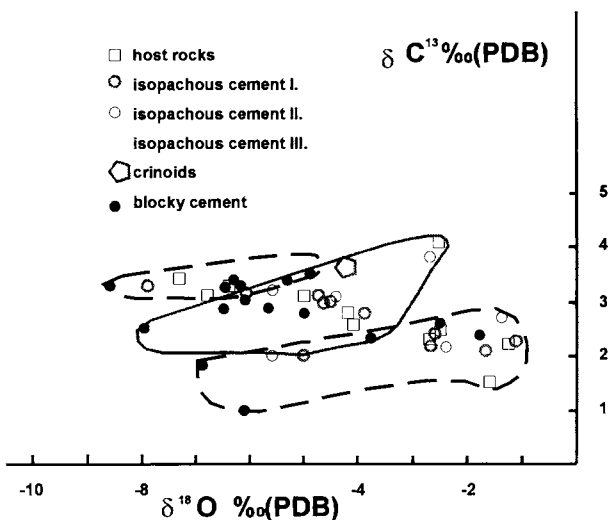 δ C¹³‰(PDB)
host rocks
isopachous cement I.
isopachous cement II.
isopachous cement III.
crinoids
blocky cement
5
4
3
2
1
-10 -8 -6 -4 -2
δ¹⁸O ‰(PDB)